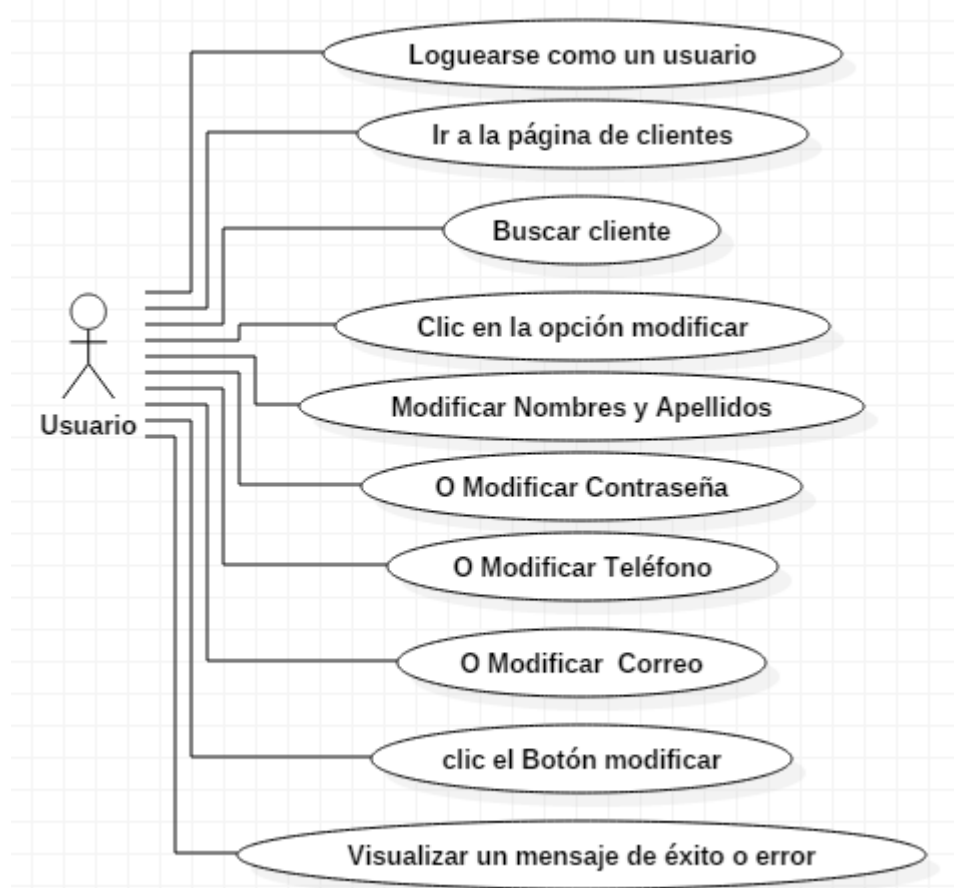 Loguearse como un usuario
Ir a la página de clientes
Buscar cliente
Clic en la opción modificar
Modificar Nombres y Apellidos
Usuario
O Modificar Contraseña
O Modificar Teléfono
O Modificar  Correo
clic el Botón modificar
Visualizar un mensaje de éxito o error